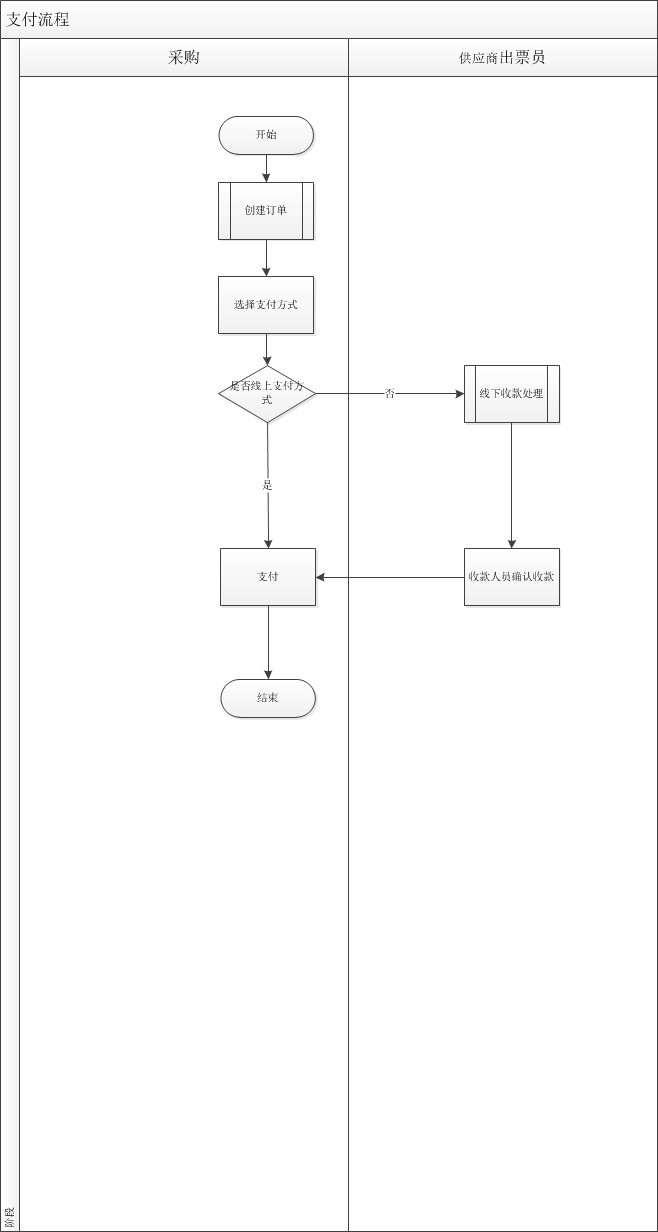 支付流程
采购
供应商出票员
开始
创建订单
选择支付方式
是否线上支付方
式
否
线下收款处理
是
支付
收款人员确认收款
结束
阶段